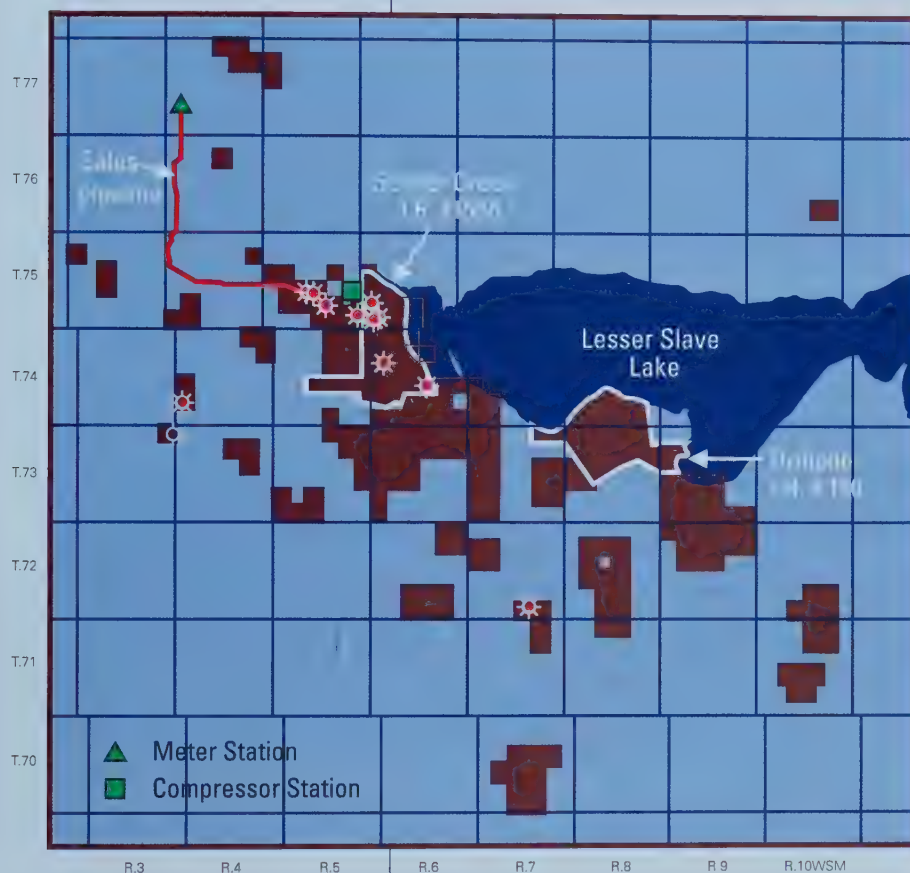 T 77
T 76
Sales
Pipeline
T.75
Lesser Slave
Lake
T.74
T.73
T.72
T.71
T.70
Meter Station
Compressor Station
R.3
R.4
R.5
R.6
R.7
R.8
R 9
R.10WSM